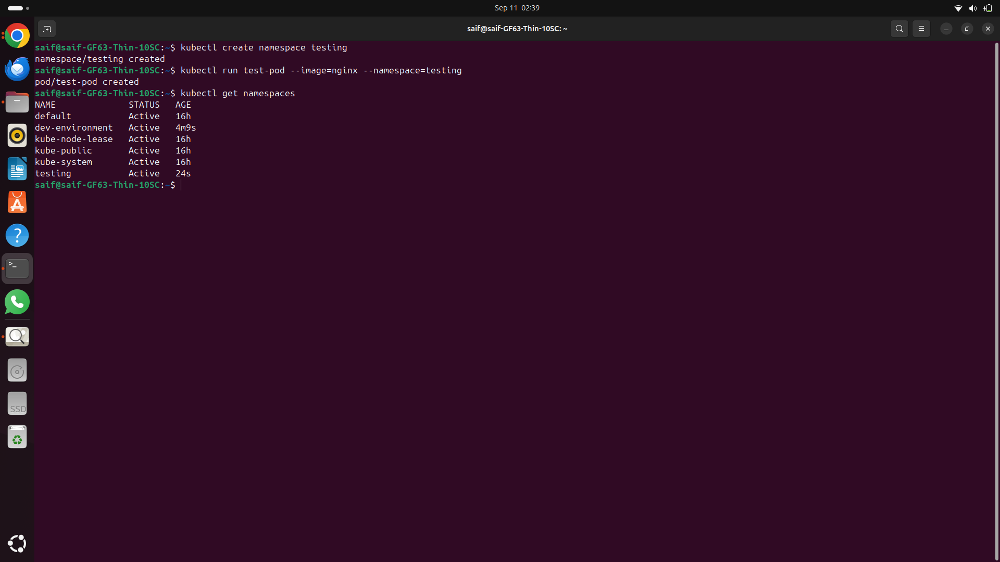 Sep 11 02:39
saif@saif-GF63-Thin-10SC: ~
saif@saif-GF63-Thin-10SC:~$ kubectl create namespace testing
namespace/testing created
saif@saif-GF63-Thin-10SC:~$ kubectl run test-pod --image=nginx --namespace=testing
pod/test-pod created
saif@saif-GF63-Thin-10SC:~$ kubectl get namespaces
NAME STATUS AGE
default Active 16h
dev-environment Active 4m9s
kube-node-lease Active 16h
kube-public Active 16h
kube-system Active 16h
testing Active 24s
saif@saif-GF63-Thin-10SC:~$
SSD